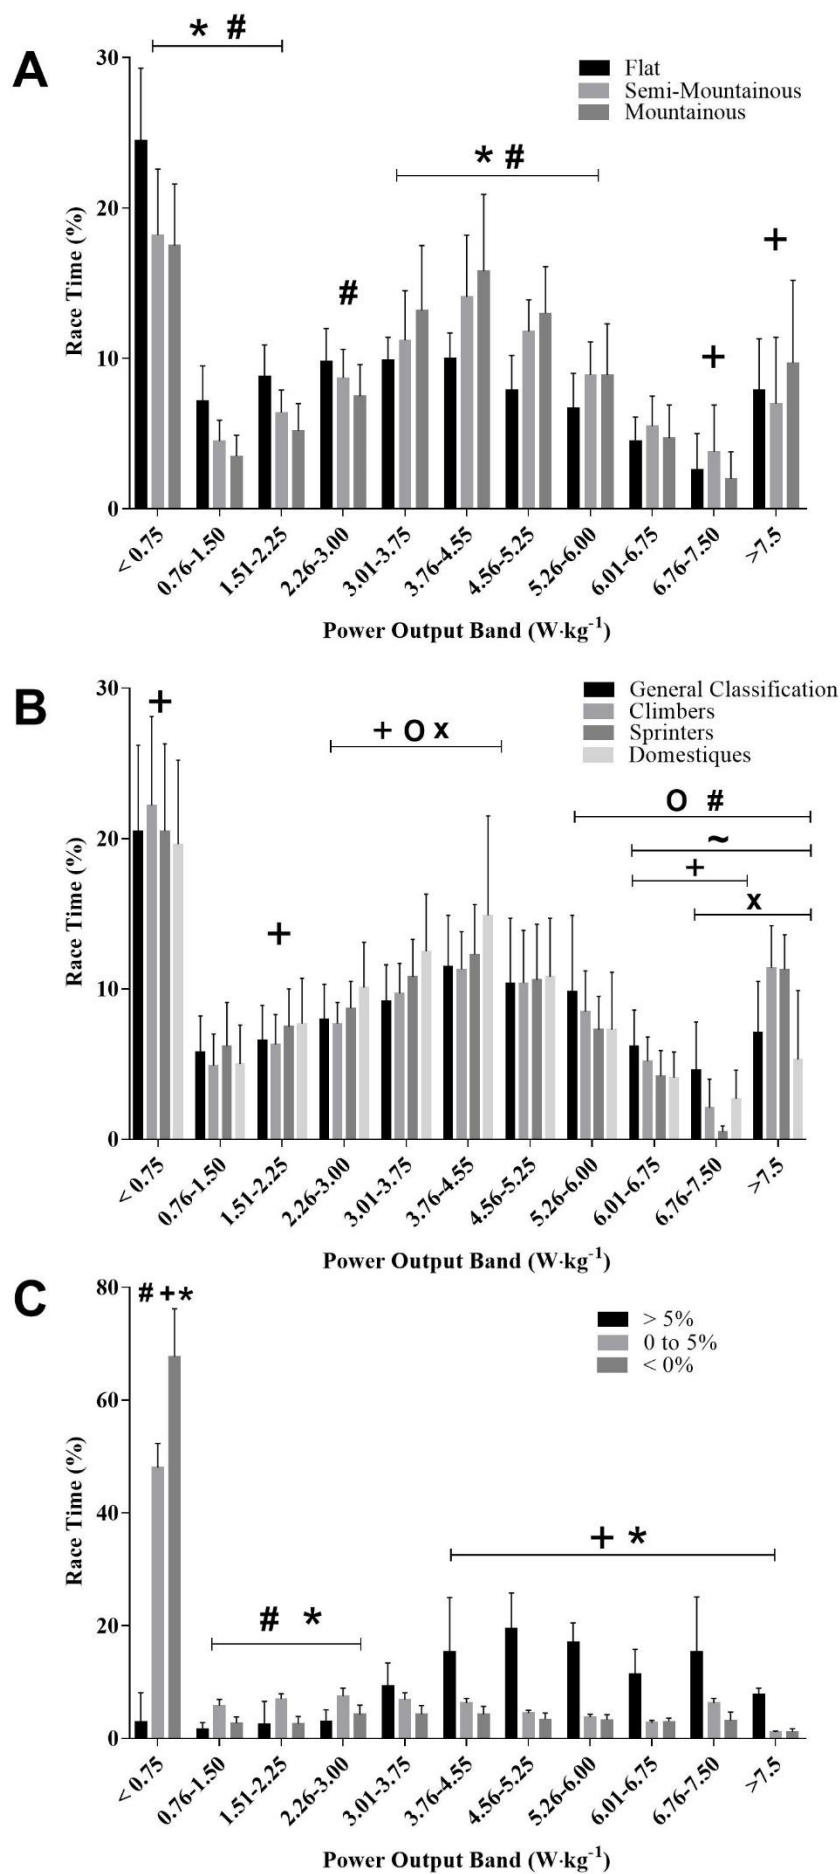 A
* #
30
Flat
Semi-Mountainous
Mountainous
* #
20
#
+
+
10
0
Race Time (%)
< 0.75
0.76-1.50
1.51-2.25
2.26-3.00
3.01-3.75
3.76-4.55
4.56-5.25
5.26-6.00
6.01-6.75
6.76-7.50
>7.5
Power Output Band (W·kg-1)
B
30
General Classification
Climbers
Sprinters
Domestiques
+
+ O x
O #
~
+
x
20
+
10
0
Race Time (%)
< 0.75
0.76-1.50
1.51-2.25
2.26-3.00
3.01-3.75
3.76-4.55
4.56-5.25
5.26-6.00
6.01-6.75
6.76-7.50
>7.5
Power Output Band (W·kg-1)
C
80
# + *
> 5%
0 to 5%
< 0%
60
40
+ *
20
# *
0
Race Time (%)
< 0.75
0.76-1.50
1.51-2.25
2.26-3.00
3.01-3.75
3.76-4.55
4.56-5.25
5.26-6.00
6.01-6.75
6.76-7.50
>7.5
Power Output Band (W·kg-1)